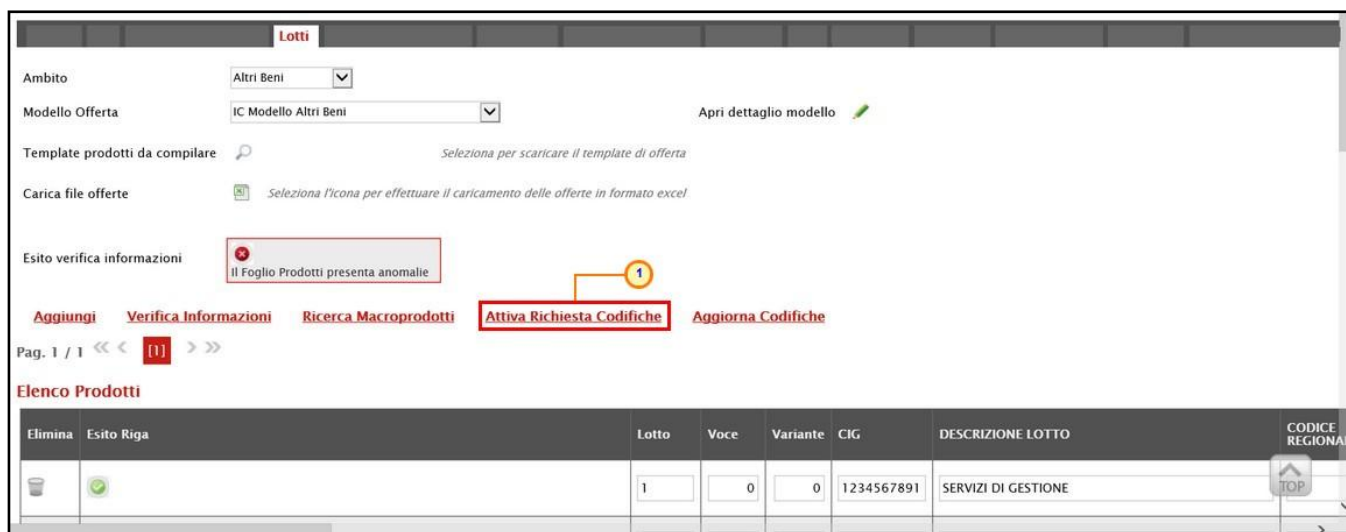 Lotti
Ambito Altri Beni
Modello Offerta IC Modello Altri Beni Apri dettaglio modello
Template prodotti da compilare Seleziona per scaricare il template di offerta
Carica file offerte Seleziona l'icona per effettuare il caricamento delle offerte in formato excel
Esito verifica informazioni Il Foglio Prodotti presenta anomalie
1
Aggiungi Verifica Informazioni Ricerca Macroprodotti Attiva Richiesta Codifiche Aggiorna Codifiche
Pag. 1 / 1 << < [1] > >>
Elenco Prodotti
Elimina Esito Riga Lotto Voce Variante CIG DESCRIZIONE LOTTO CODICE REGIONA
1 0 0 1234567891 SERVIZI DI GESTIONE TOP